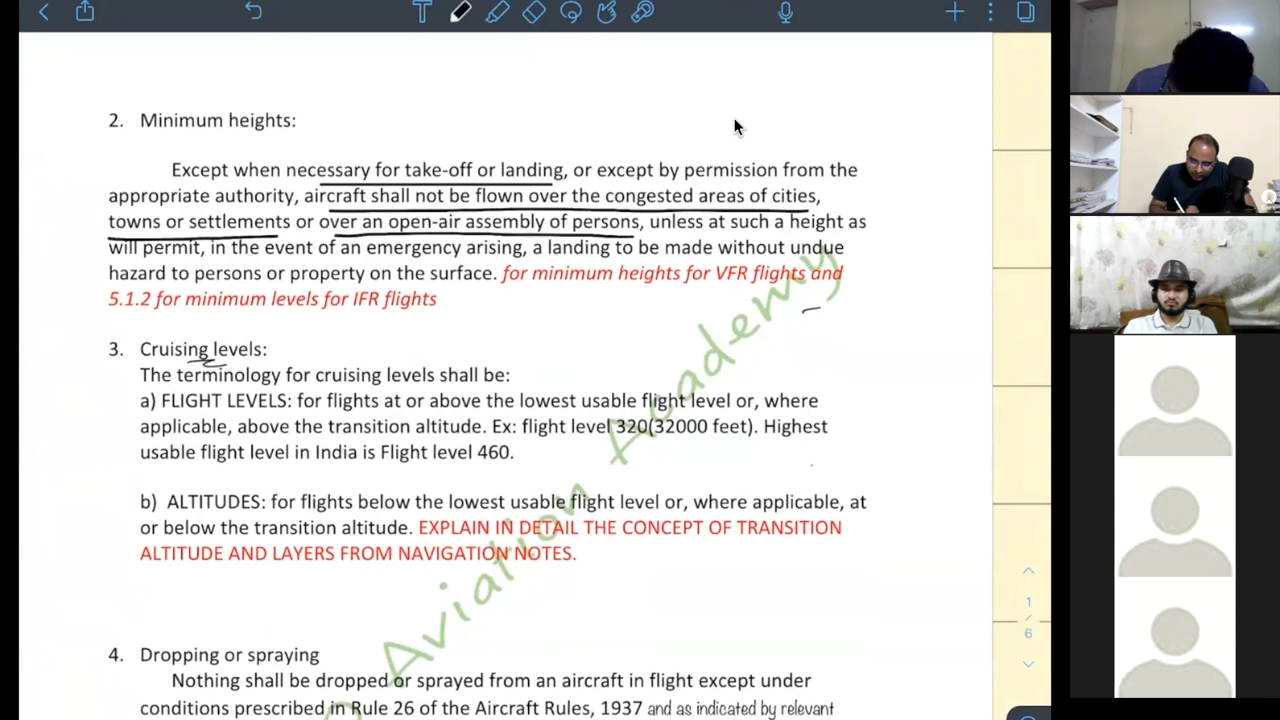 2. Minimum heights:
Except when necessary for take-off or landing, or except by permission from the
appropriate authority, aircraft shall not be flown over the congested areas of cities,
towns or settlements or over an open-air assembly of persons, unless at such a height as
will permit, in the event of an emergency arising, a landing to be made without undue
hazard to persons or property on the surface. for minimum heights for VFR flights and
5.1.2 for minimum levels for IFR flights
3. Cruising levels:
The terminology for cruising levels shall be:
a) FLIGHT LEVELS: for flights at or above the lowest usable flight level or, where
applicable, above the transition altitude. Ex: flight level 320(32000 feet). Highest
usable flight level in India is Flight level 460.
b) ALTITUDES: for flights below the lowest usable flight level or, where applicable, at
or below the transition altitude. EXPLAIN IN DETAIL THE CONCEPT OF TRANSITION
ALTITUDE AND LAYERS FROM NAVIGATION NOTES.
4. Dropping or spraying
Nothing shall be dropped or sprayed from an aircraft in flight except under
conditions prescribed in Rule 26 of the Aircraft Rules, 1937 and as indicated by relevant
Aviation Academy
1
/
6